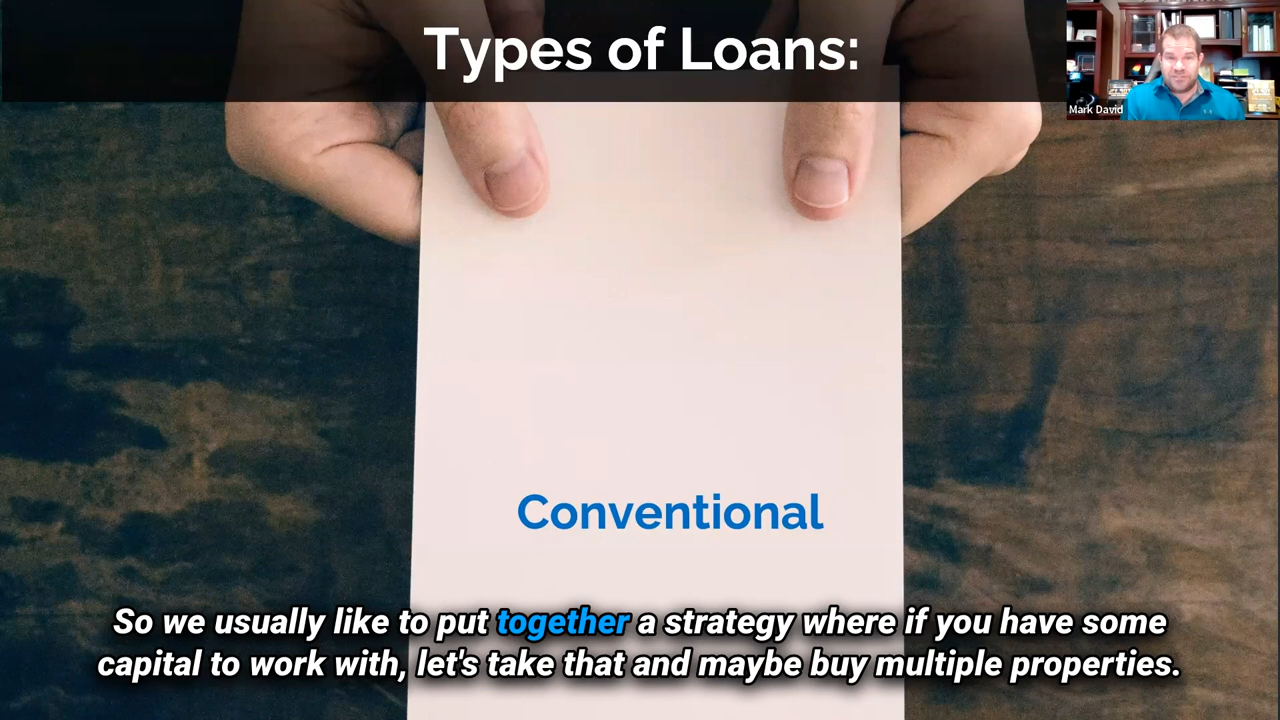 Types of Loans:
Mark David
Conventional
So we usually like to put together a strategy where if you have some
capital to work with, let's take that and maybe buy multiple properties.